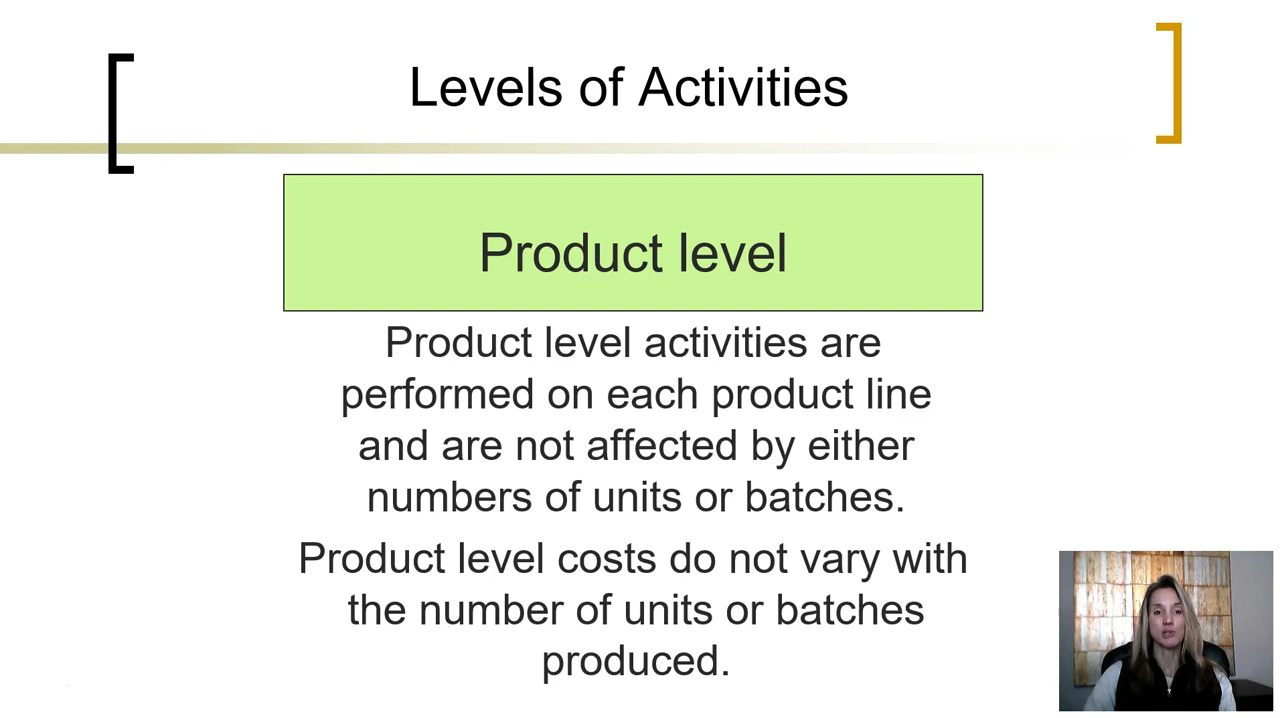 Levels of Activities
Product level
Product level activities are
performed on each product line
and are not affected by either
numbers of units or batches.
Product level costs do not vary with
the number of units or batches
produced.